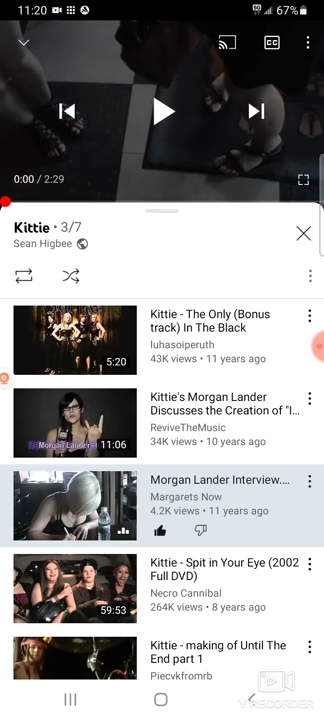 11:20
67%
0:00 / 2:29
Kittie • 3/7
Sean Higbee
Kittie - The Only (Bonus
track) In The Black
luhasoiperuth
43K views • 11 years ago
5:20
Kittie's Morgan Lander
Discusses the Creation of "I...
ReviveTheMusic
34K views • 10 years ago
Morgan Lander
11:06
Morgan Lander Interview....
Margarets Now
4.2K views • 11 years ago
Kittie - Spit in Your Eye (2002
Full DVD)
Necro Cannibal
264K views • 8 years ago
59:53
Kittie - making of Until The
End part 1
Piecvkfromrb
V RECORDER